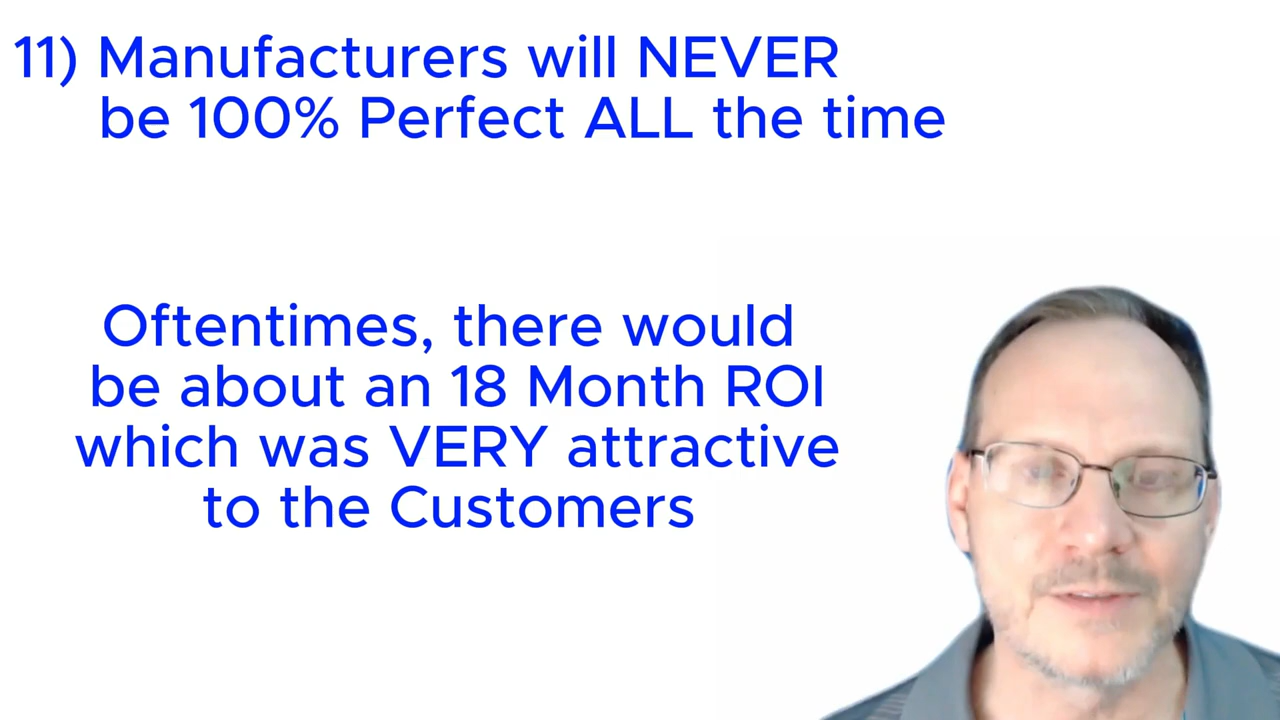 11) Manufacturers will NEVER
be 100% Perfect ALL the time
Oftentimes, there would
be about an 18 Month ROI
which was VERY attractive
to the Customers